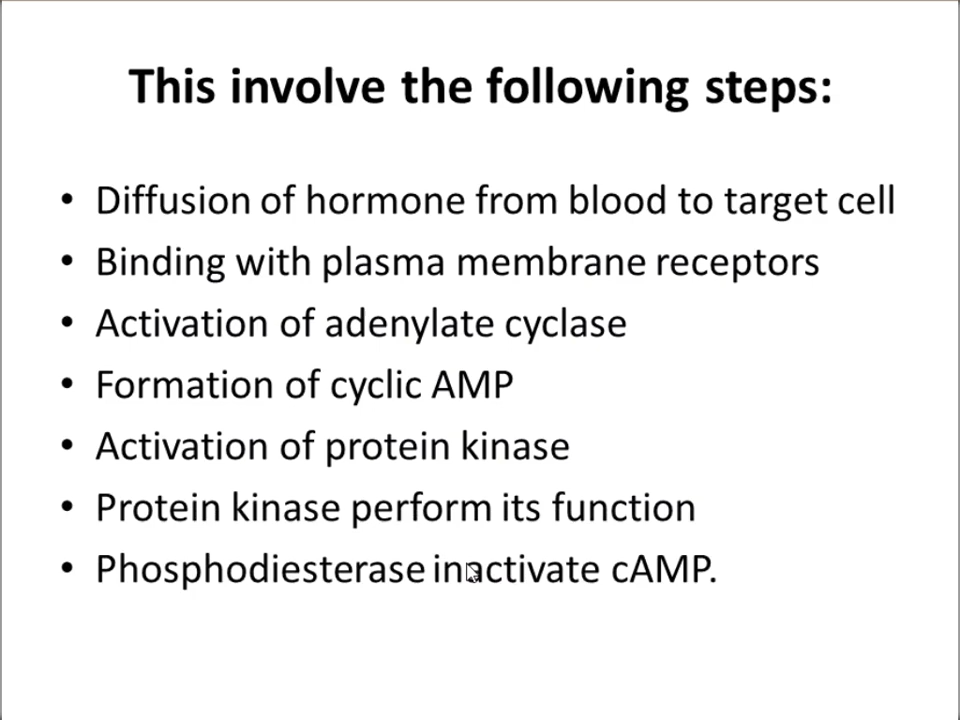 This involve the following steps:
• Diffusion of hormone from blood to target cell
• Binding with plasma membrane receptors
• Activation of adenylate cyclase
• Formation of cyclic AMP
• Activation of protein kinase
• Protein kinase perform its function
• Phosphodiesterase inactivate cAMP.